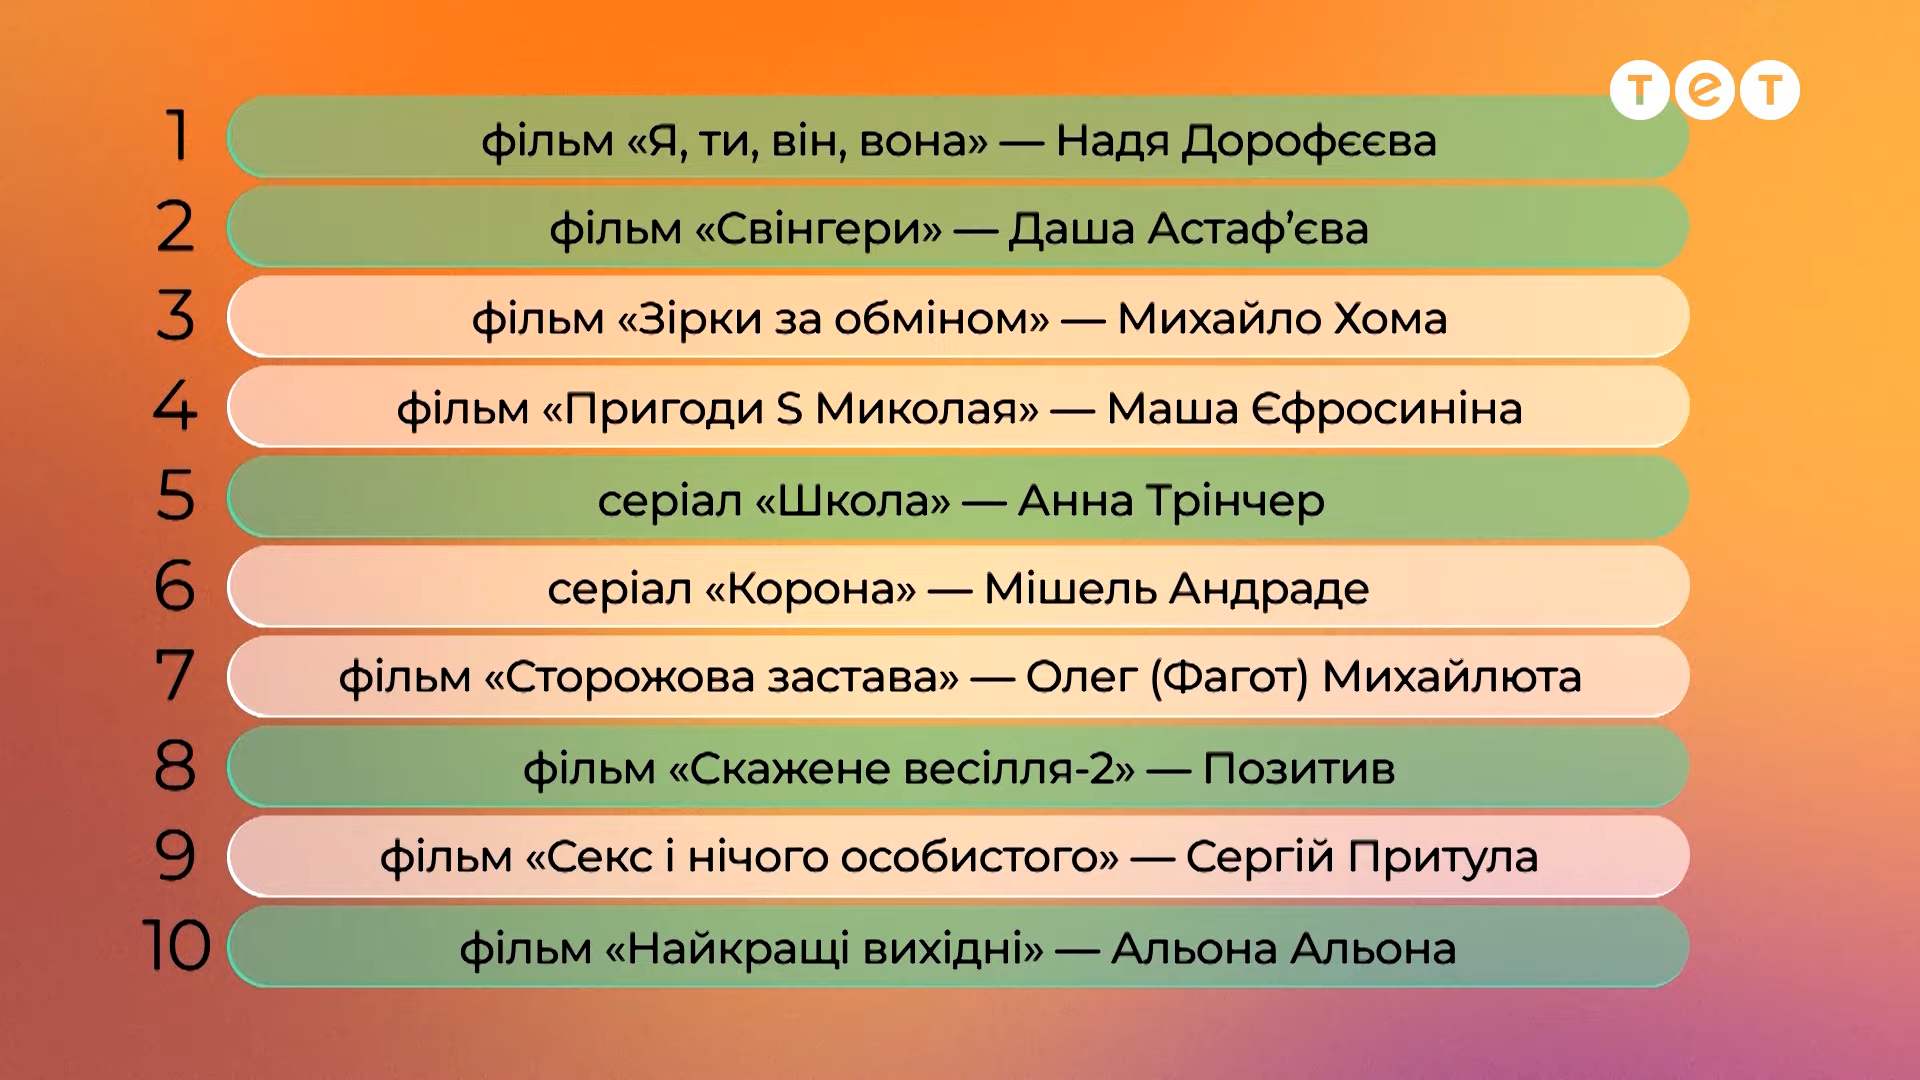 тет
1 фільм «Я, ти, він, вона» — Надя Дорофєєва
2 фільм «Свінгери» — Даша Астаф’єва
3 фільм «Зірки за обміном» — Михайло Хома
4 фільм «Пригоди S Миколая» — Маша Єфросиніна
5 серіал «Школа» — Анна Трінчер
6 серіал «Корона» — Мішель Андраде
7 фільм «Сторожова застава» — Олег (Фагот) Михайлюта
8 фільм «Скажене весілля-2» — Позитив
9 фільм «Секс і нічого особистого» — Сергій Притула
10 фільм «Найкращі вихідні» — Альона Альона